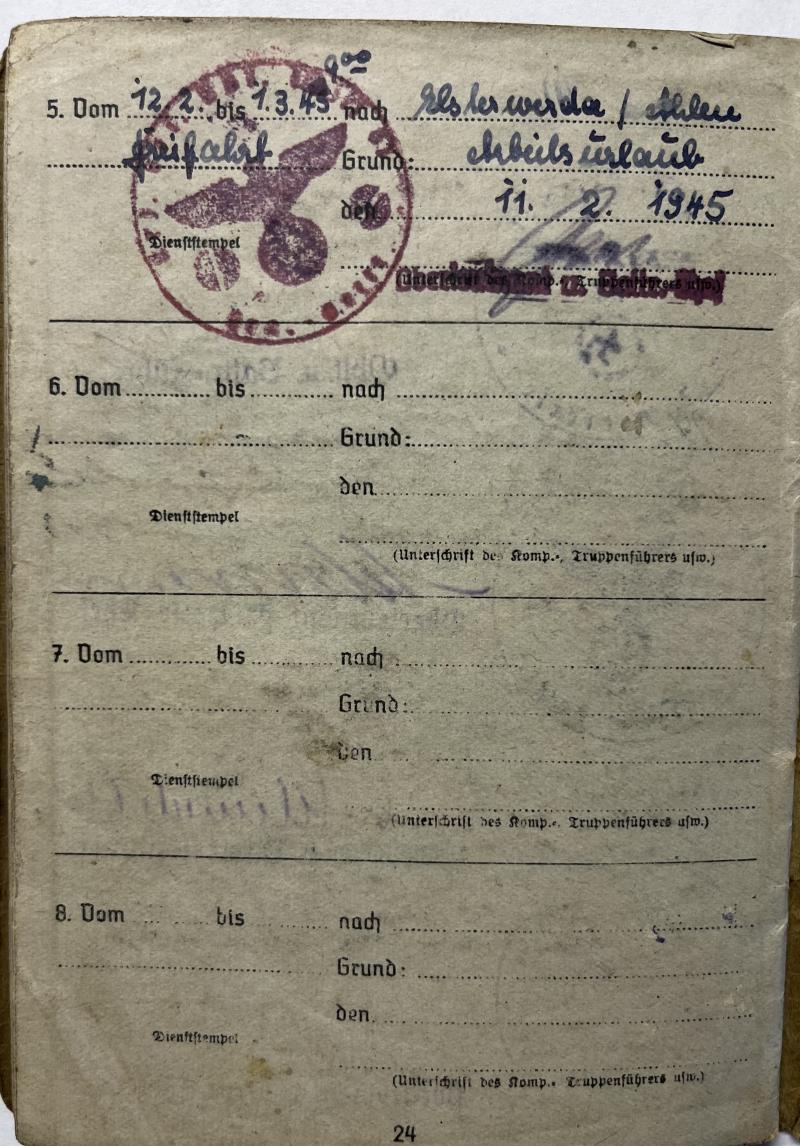 9⁰⁰
5. Vom 12.2. bis 1.3.45 nach Elsterwerda / Ahlen
Freifahrt Grund: Arbeitsurlaub
den 11. 2. 1945
Dienststempel
(Unterschrift des Komp.-, Truppenführers usw.)
6. Vom bis nach
Grund:
den
Dienststempel
(Unterschrift des Komp.-, Truppenführers usw.)
7. Vom bis nach
Grund:
den
Dienststempel
(Unterschrift des Komp.-, Truppenführers usw.)
8. Vom bis nach
Grund:
den
Dienststempel
(Unterschrift des Komp.-, Truppenführers usw.)
24